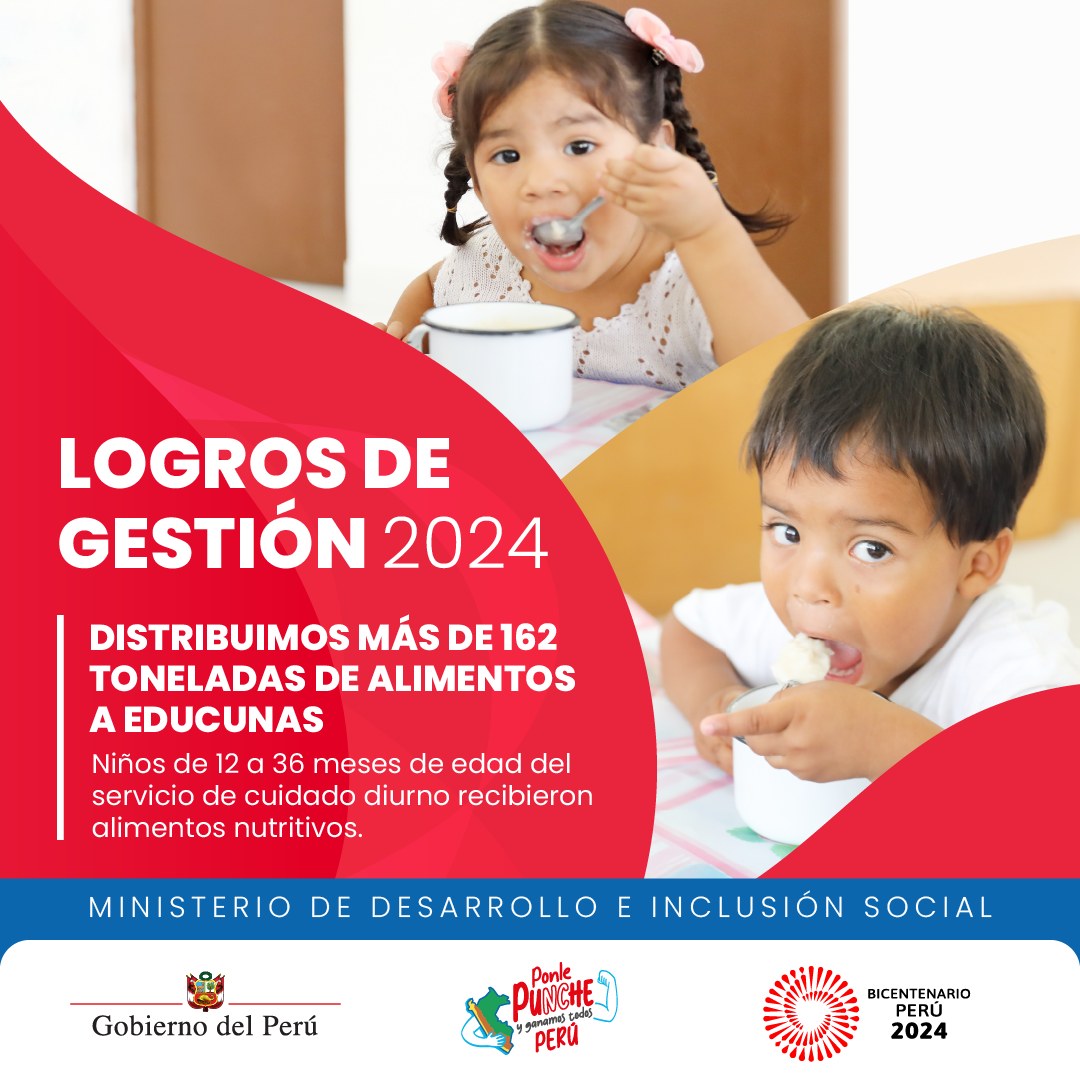 LOGROS DE
GESTIÓN 2024
DISTRIBUIMOS MÁS DE 162
TONELADAS DE ALIMENTOS
A EDUCUNAS
Niños de 12 a 36 meses de edad del
servicio de cuidado diurno recibieron
alimentos nutritivos.
MINISTERIO DE DESARROLLO E INCLUSIÓN SOCIAL
Gobierno del Perú
Ponle
PUNCHE
y ganamos todos
PERÚ
BICENTENARIO
PERÚ
2024